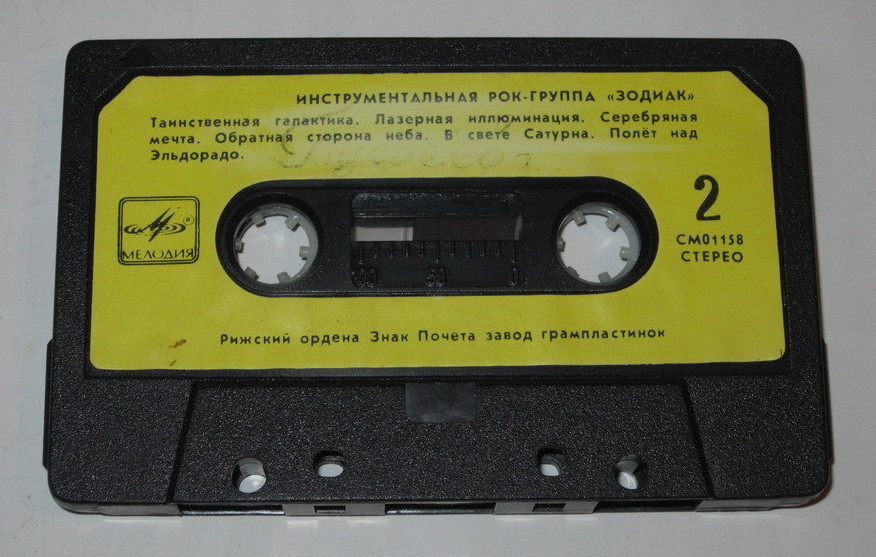 ИНСТРУМЕНТАЛЬНАЯ РОК-ГРУППА «ЗОДИАК»
Таинственная галактика. Лазерная иллюминация. Серебряная
мечта. Обратная сторона неба. В свете Сатурна. Полёт над
Эльдорадо.
2
СМ01158
СТЕРЕО
®
МЕЛОДИЯ
100 50 0
Рижский ордена Знак Почёта завод грампластинок